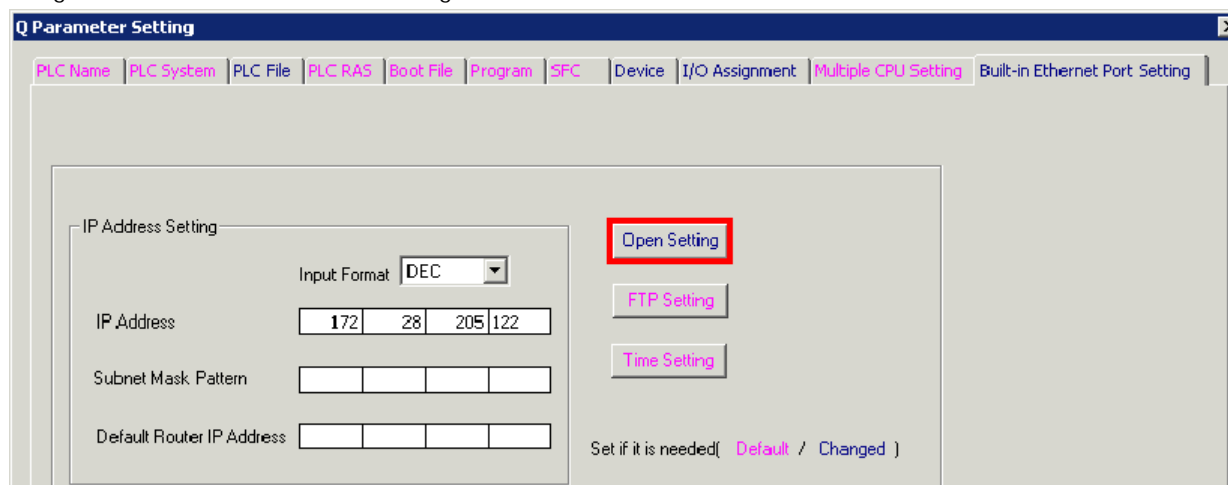 Q Parameter Setting
PLC Name PLC System PLC File PLC RAS Boot File Program SFC Device I/O Assignment Multiple CPU Setting Built-in Ethernet Port Setting
IP Address Setting
Open Setting
Input Format DEC
FTP Setting
IP Address 172 28 205 122
Time Setting
Subnet Mask Pattern
Default Router IP Address
Set if it is needed( Default / Changed )